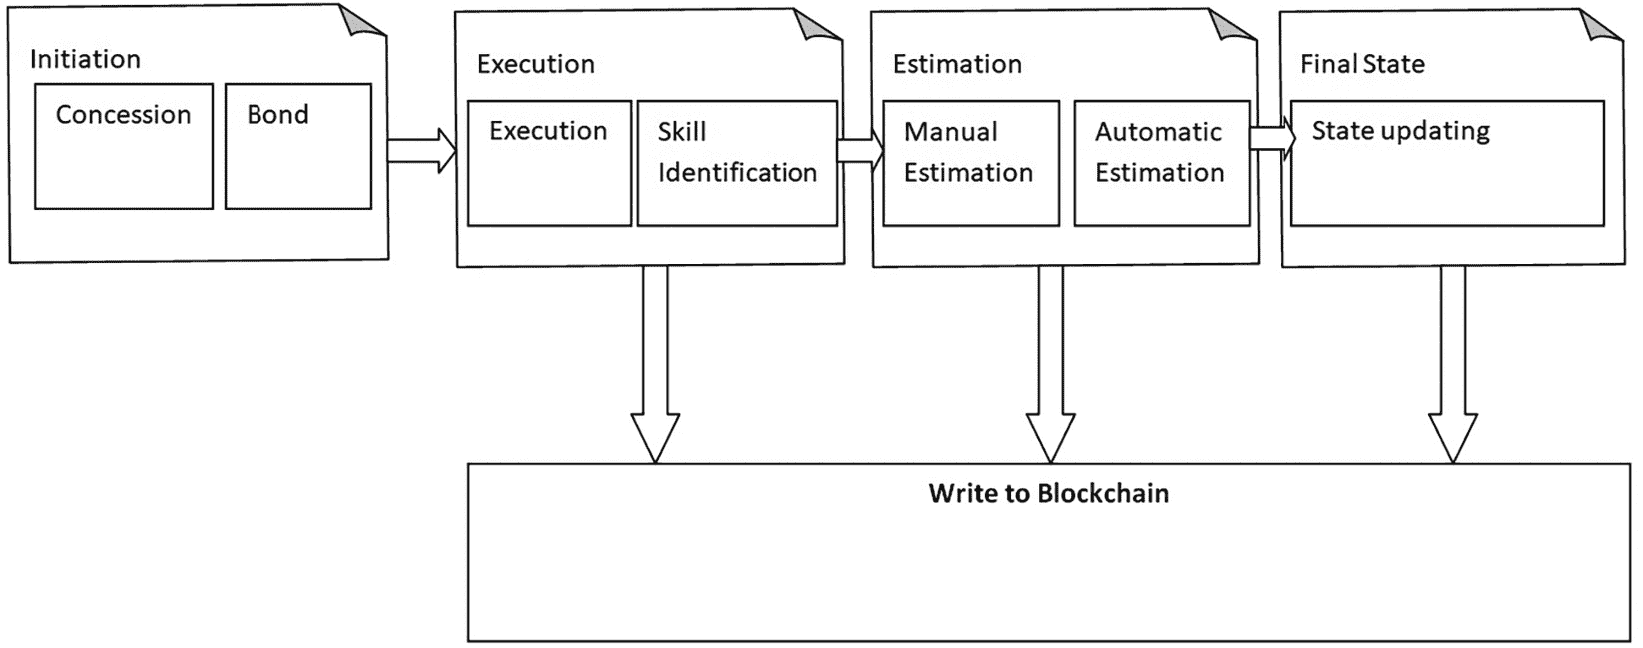 Initiation
Concession
Bond
Execution
Execution
Skill
Identification
Estimation
Manual
Estimation
Automatic
Estimation
Final State
State updating
Write to Blockchain